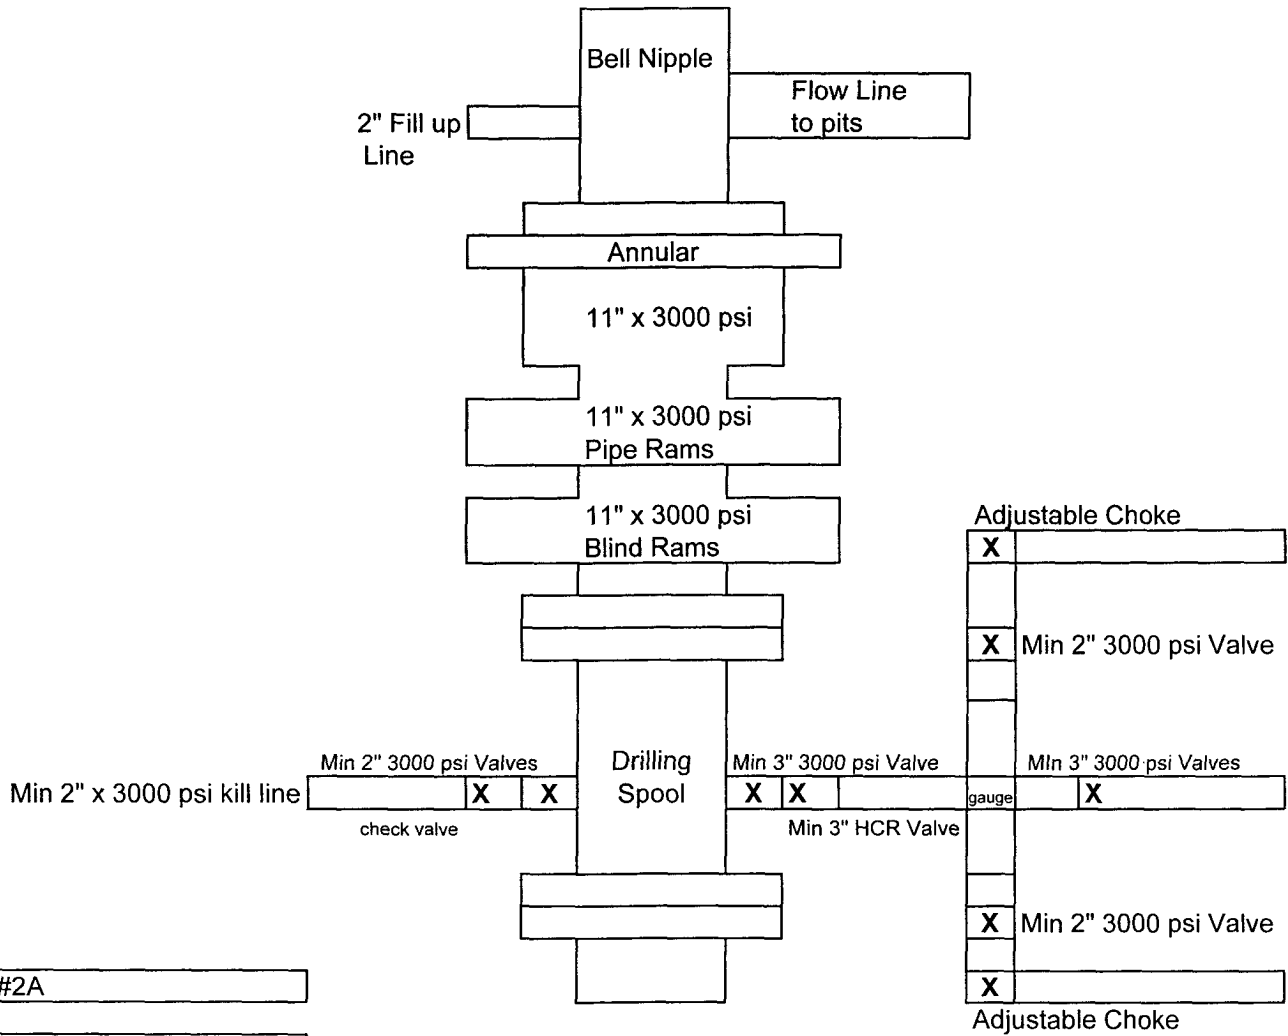 Bell Nipple
Flow Line
to pits
2" Fill up
Line
Annular
11" x 3000 psi
11" x 3000 psi
Pipe Rams
11" x 3000 psi
Blind Rams
Adjustable Choke
X
X Min 2" 3000 psi Valve
Min 2" 3000 psi Valves
Drilling
Spool
Min 3" 3000 psi Valve
MIn 3" 3000 psi Valves
Min 2" x 3000 psi kill line
X X
X X
gauge
X
check valve
Min 3" HCR Valve
X Min 2" 3000 psi Valve
#2A
X
Adjustable Choke